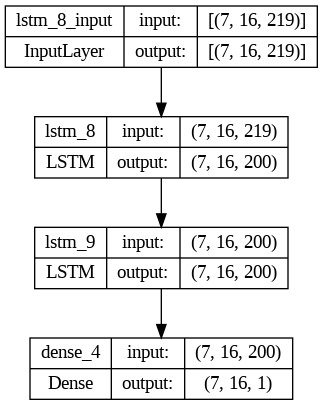 lstm_8_input input: [(7, 16, 219)]
InputLayer output: [(7, 16, 219)]
lstm_8 input: (7, 16, 219)
LSTM output: (7, 16, 200)
lstm_9 input: (7, 16, 200)
LSTM output: (7, 16, 200)
dense_4 input: (7, 16, 200)
Dense output: (7, 16, 1)